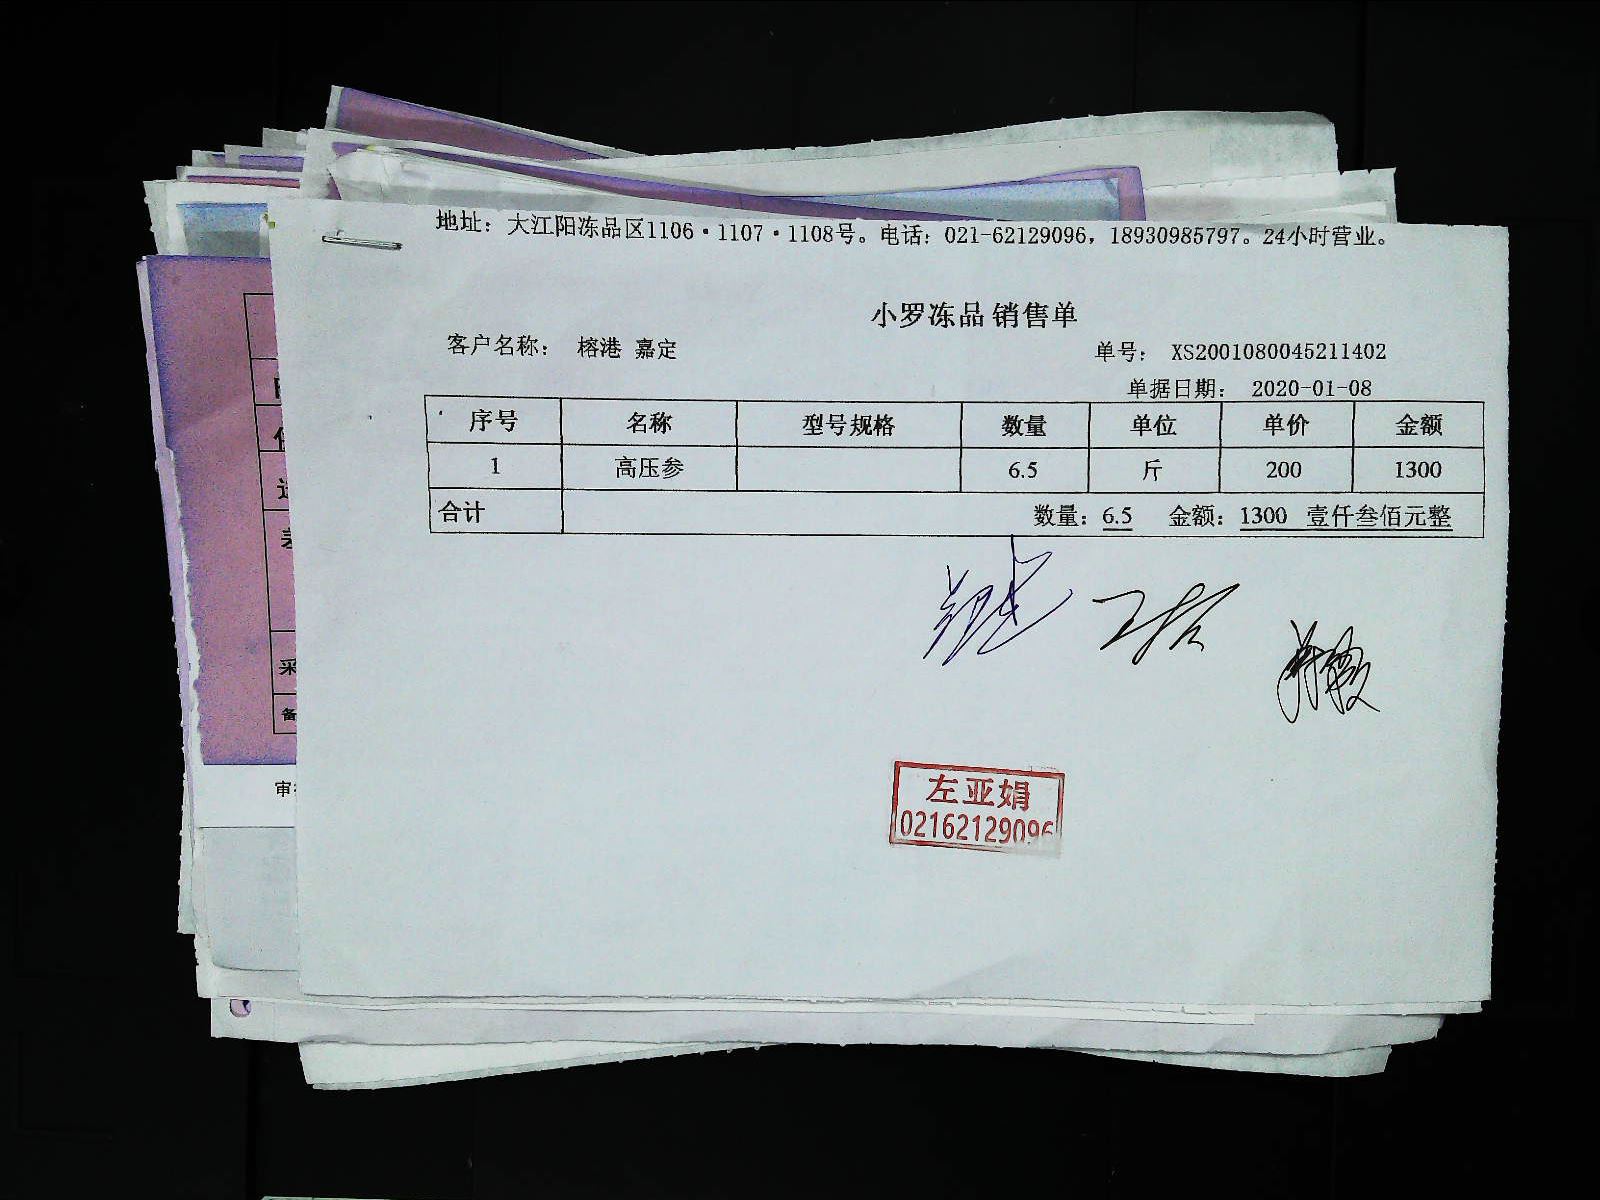 地址：大江阳冻品区1106·1107·1108号。电话：021-62129096，18930985797。24小时营业。
小罗冻品 销售单
客户名称： 榕港 嘉定 单号： XS2001080045211402
单据日期： 2020-01-08
序号 名称 型号规格 数量 单位 单价 金额
1 高压参 6.5 斤 200 1300
合计 数量：6.5 金额：1300 壹仟叁佰元整
左亚娟
02162129096
采
备
审